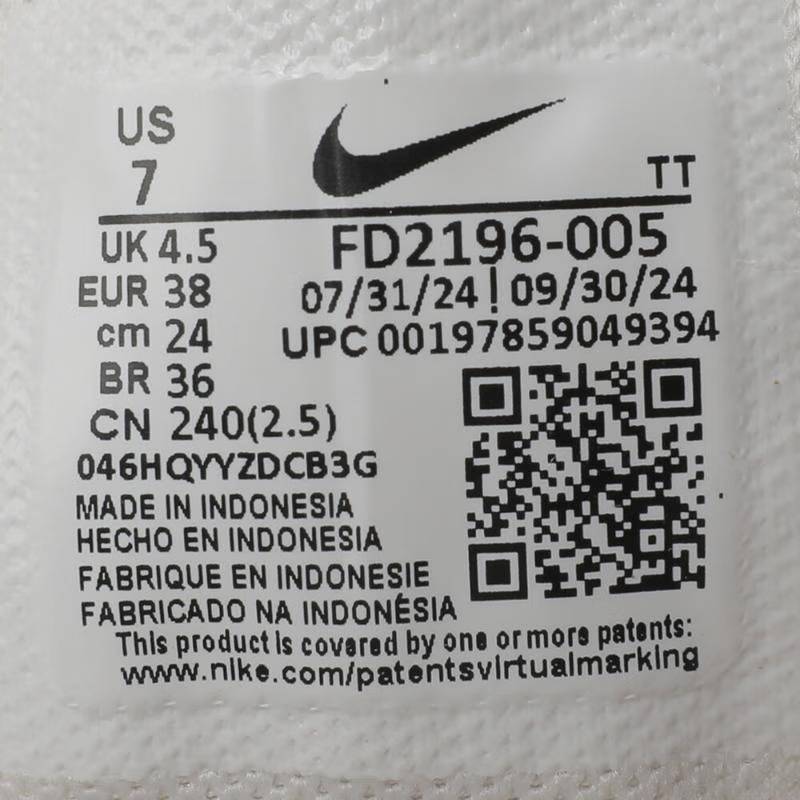 US
7
TT
UK 4.5
FD2196-005
EUR 38
07/31/24 | 09/30/24
cm 24
UPC 00197859049394
BR 36
CN 240(2.5)
046HQYYZDCB3G
MADE IN INDONESIA
HECHO EN INDONESIA
FABRIQUE EN INDONESIE
FABRICADO NA INDONÉSIA
This product is covered by one or more patents:
www.nike.com/patentsvirtualmarking